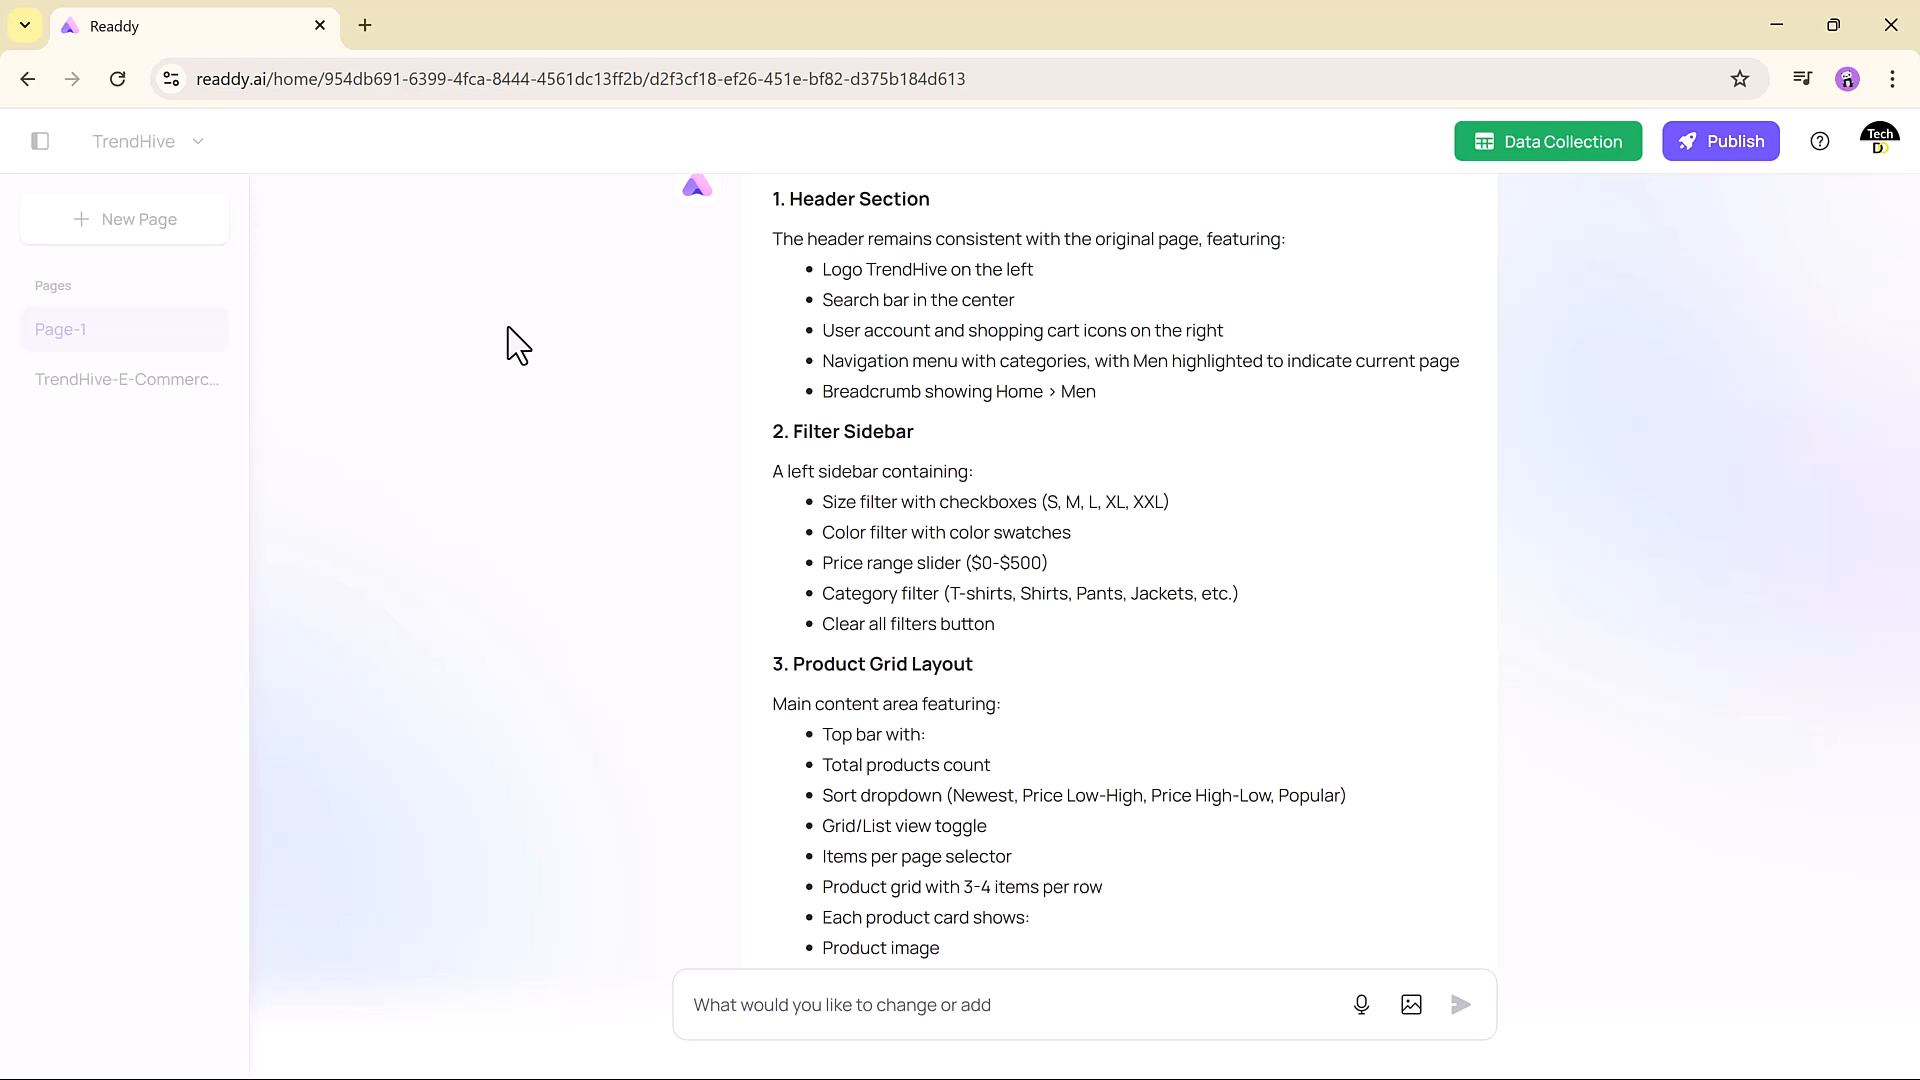 Readdy
readdy.ai/home/954db691-6399-4fca-8444-4561dc13ff2b/d2f3cf18-ef26-451e-bf82-d375b184d613
TrendHive
Data Collection
Publish
Tech
DO
New Page
Pages
Page-1
TrendHive-E-Commerc...
1. Header Section
The header remains consistent with the original page, featuring:
• Logo TrendHive on the left
• Search bar in the center
• User account and shopping cart icons on the right
• Navigation menu with categories, with Men highlighted to indicate current page
• Breadcrumb showing Home > Men
2. Filter Sidebar
A left sidebar containing:
• Size filter with checkboxes (S, M, L, XL, XXL)
• Color filter with color swatches
• Price range slider ($0-$500)
• Category filter (T-shirts, Shirts, Pants, Jackets, etc.)
• Clear all filters button
3. Product Grid Layout
Main content area featuring:
• Top bar with:
• Total products count
• Sort dropdown (Newest, Price Low-High, Price High-Low, Popular)
• Grid/List view toggle
• Items per page selector
• Product grid with 3-4 items per row
• Each product card shows:
• Product image
What would you like to change or add